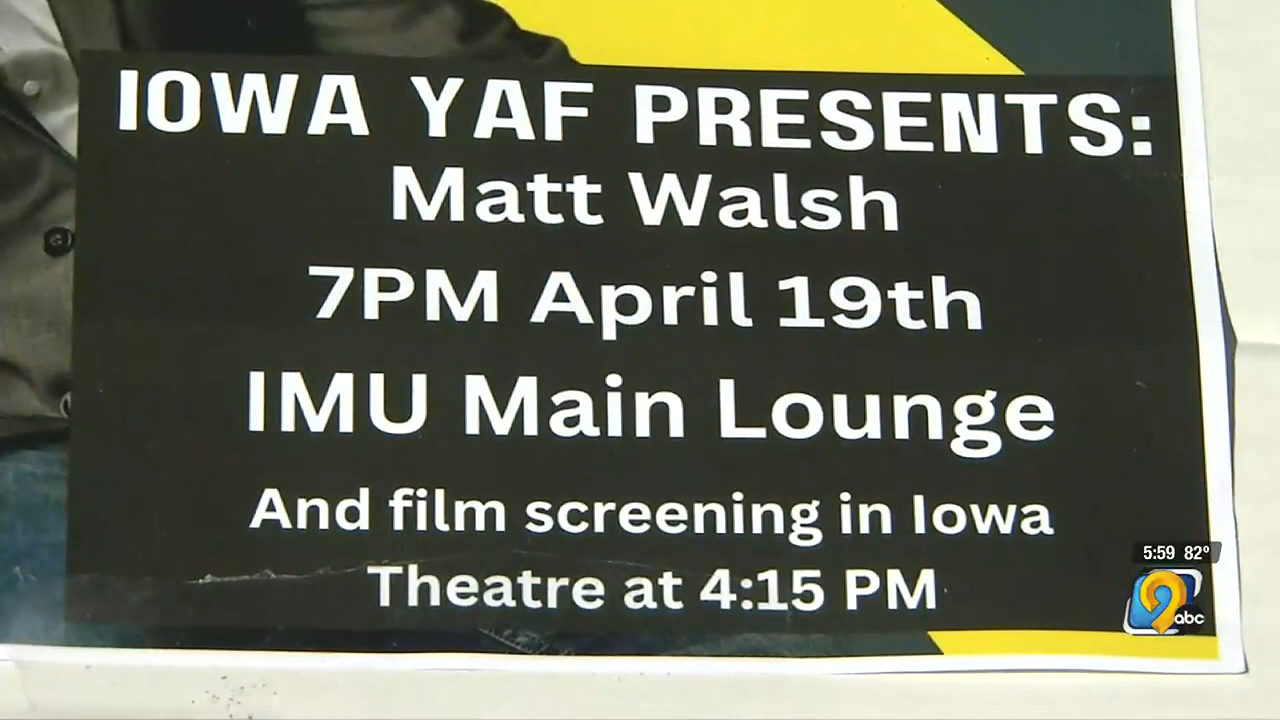 IOWA YAF PRESENTS:
Matt Walsh
7PM April 19th
IMU Main Lounge
And film screening in Iowa
Theatre at 4:15 PM
5:59 82°
9 abc